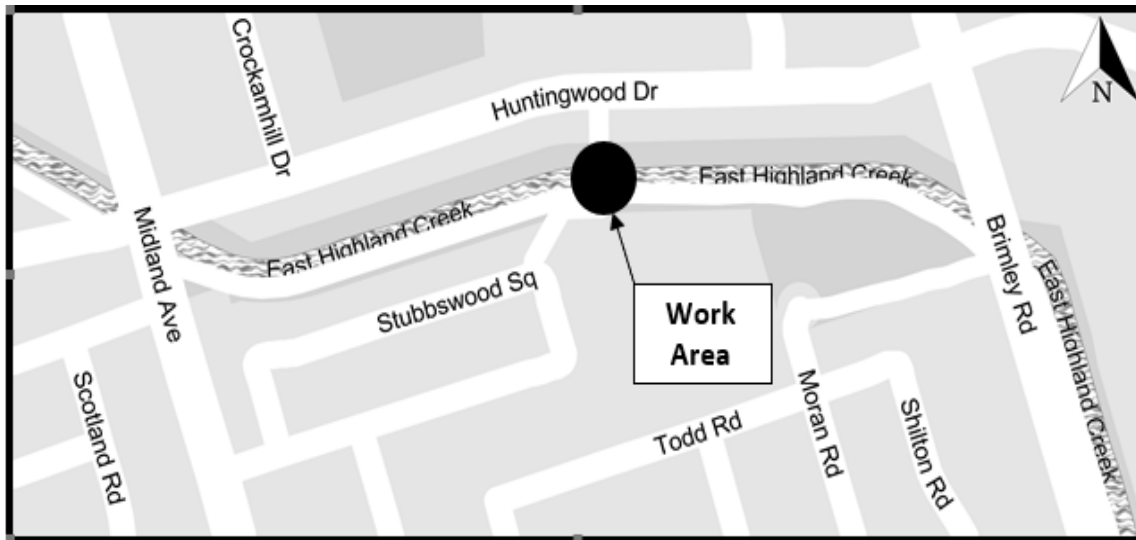 Crockamhill Dr
Huntingwood Dr
N
East Highland Creek
East Highland Creek
Midland Ave
Brimley Rd
Stubbswood Sq
East Highland Creek
Work
Area
Scotland Rd
Todd Rd
Moran Rd
Shilton Rd